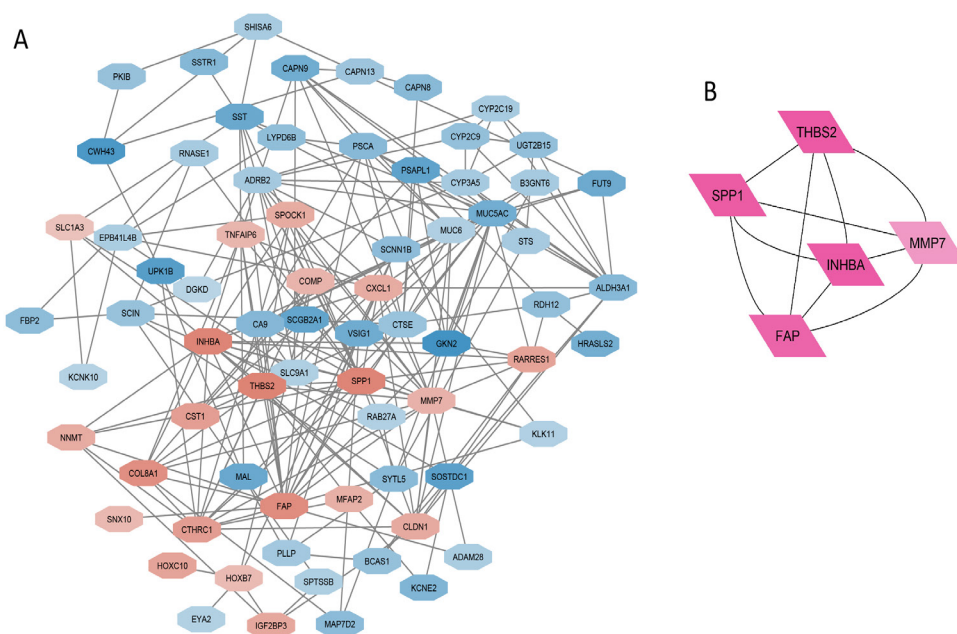 A
SHISA6
SSTR1
PKIB
CAPN9
CAPN13
CAPN8
B
CYP2C19
SST
THBS2
LYPD6B
CYP2C9
CWH43
RNASE1
PSCA
UGT2B15
PSAPL1
ADRB2
CYP3A5
B3GNT6
FUT9
SPP1
SPOCK1
MUC5AC
SLC1A3
TNFAIP6
MUC6
EPB41L4B
STS
SCNN1B
MMP7
UPK1B
INHBA
DGKD
COMP
CXCL1
ALDH3A1
RDH12
SCIN
FBP2
CA9
SCGB2A1
CTSE
VSIG1
FAP
INHBA
GKN2
HRASLS2
RARRES1
SLC9A1
KCNK10
THBS2
SPP1
MMP7
CST1
RAB27A
NNMT
KLK11
COL8A1
MAL
SYTL5
SOSTDC1
MFAP2
FAP
SNX10
CTHRC1
CLDN1
PLLP
ADAM28
HOXC10
BCAS1
HOXB7
SPTSSB
KCNE2
EYA2
IGF2BP3
MAP7D2